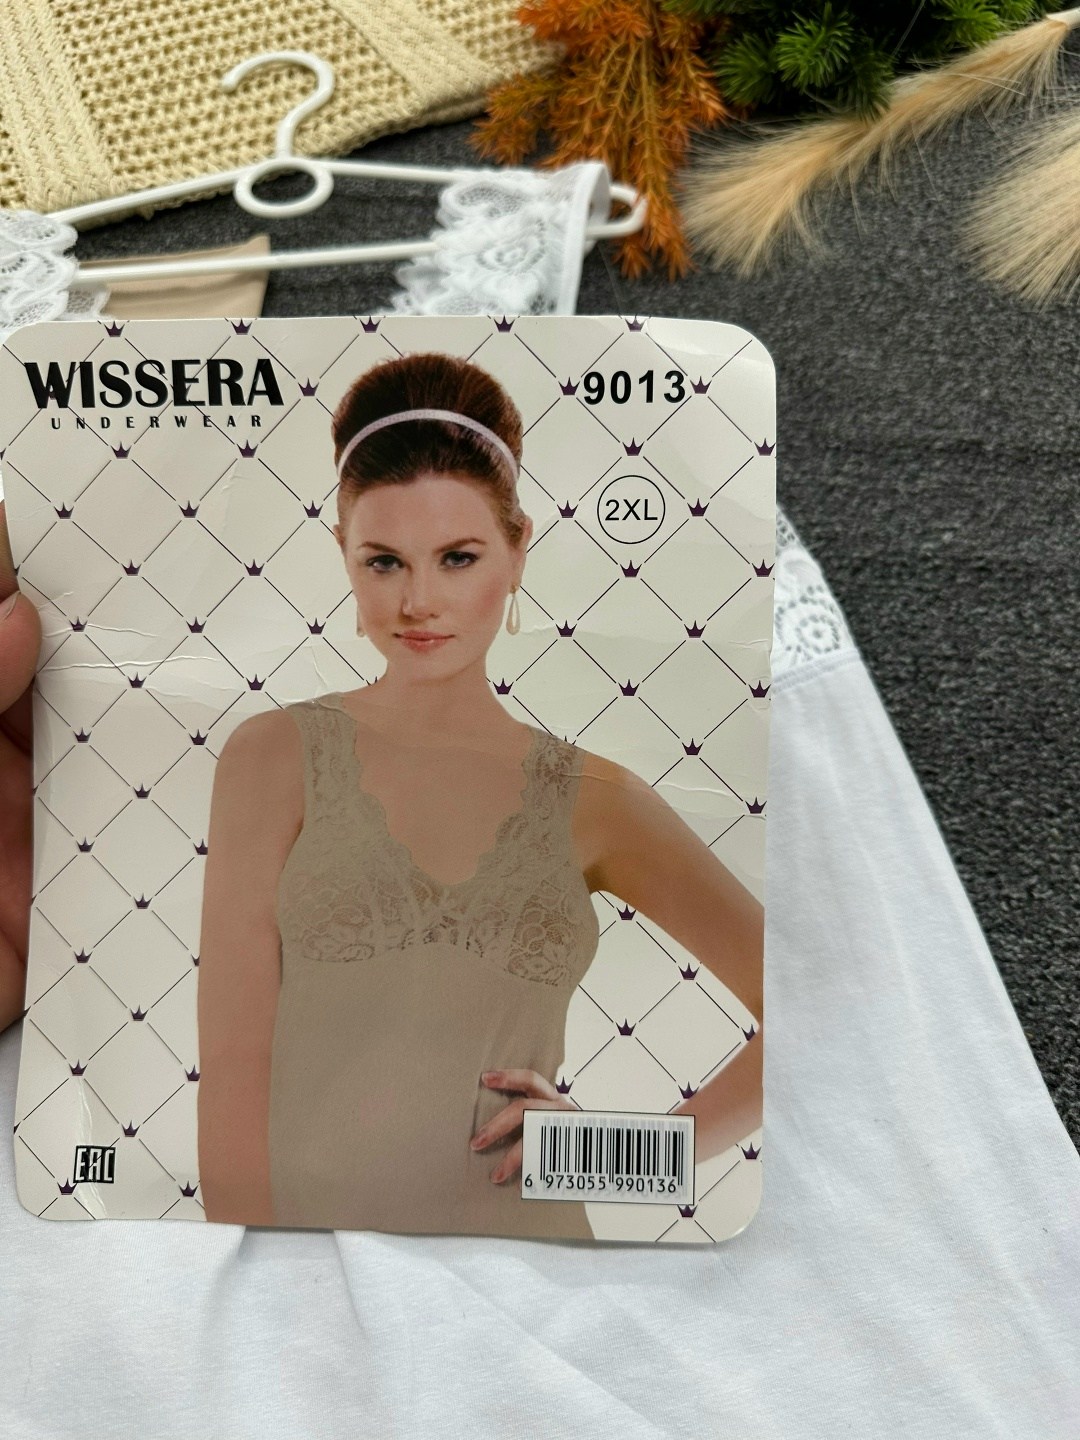 WISSERA
UNDERWEAR
9013
2XL
EAC
6 973055 990136